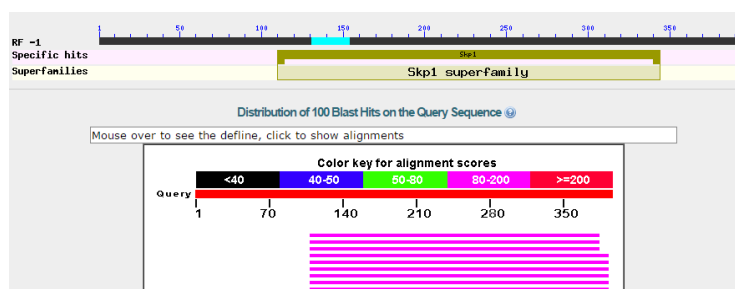 1 50 100 150 200 250 300 350
RF -1
Specific hits Skp1
Superfamilies Skp1 superfamily
Distribution of 100 Blast Hits on the Query Sequence
Mouse over to see the defline, click to show alignments
Color key for alignment scores
<40 40-50 50-80 80-200 >=200
Query
1 70 140 210 280 350